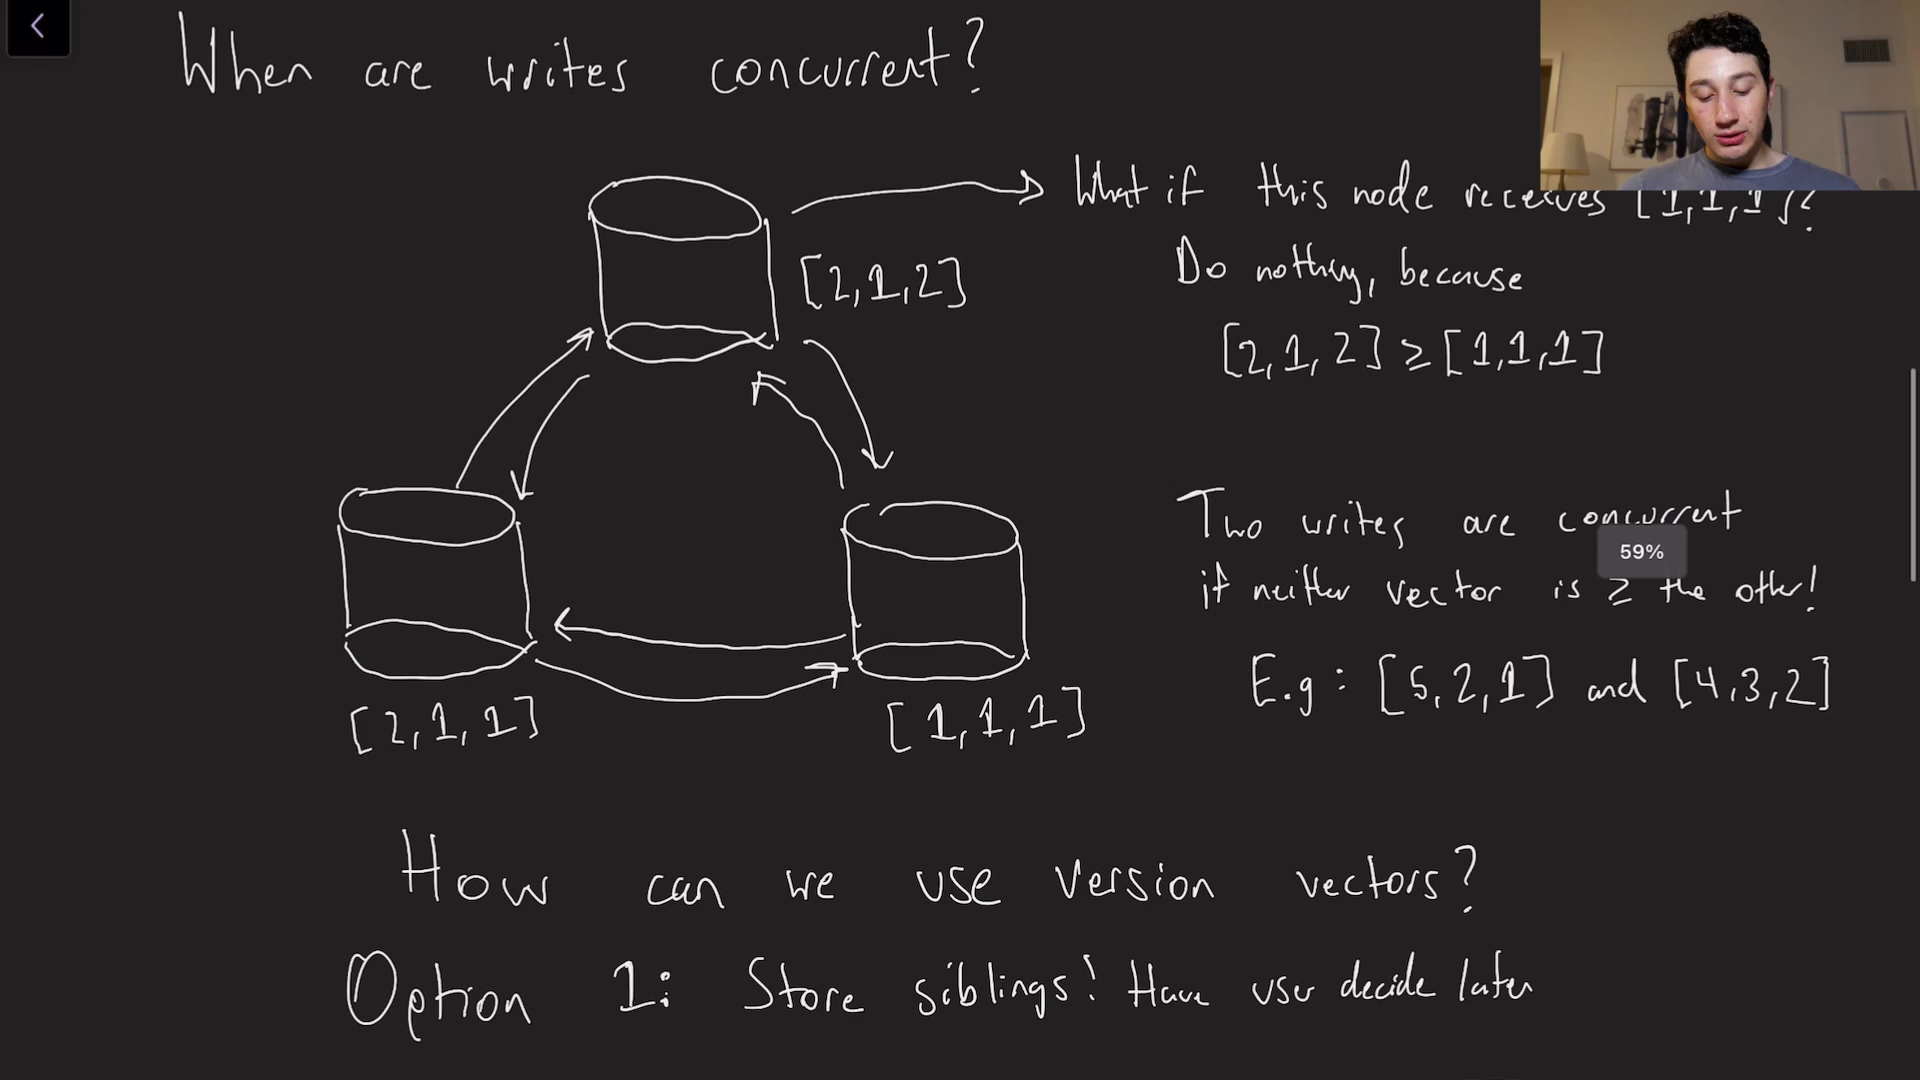 When are writes concurrent?
What if this node receives [1,1,1]?
[2,1,2]
Do nothing, because
[2,1,2] ≥ [1,1,1]
Two writes are concurrent
59%
if neither vector is ≥ the other!
E.g: [5,2,1] and [4,3,2]
[2,1,1]
[1,1,1]
How can we use version vectors?
Option 1: Store siblings! Have user decide later